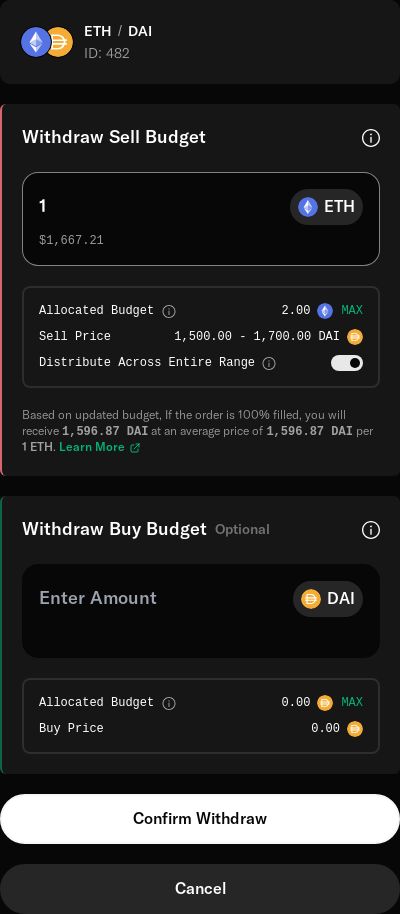 ETH / DAI
ID: 482
Withdraw Sell Budget
1
ETH
$1,667.21
Allocated Budget 2.00 MAX
Sell Price 1,500.00 - 1,700.00 DAI
Distribute Across Entire Range
Based on updated budget, If the order is 100% filled, you will
receive 1,596.87 DAI at an average price of 1,596.87 DAI per
1 ETH. Learn More
Withdraw Buy Budget Optional
Enter Amount
DAI
Allocated Budget 0.00 MAX
Buy Price 0.00
Confirm Withdraw
Cancel